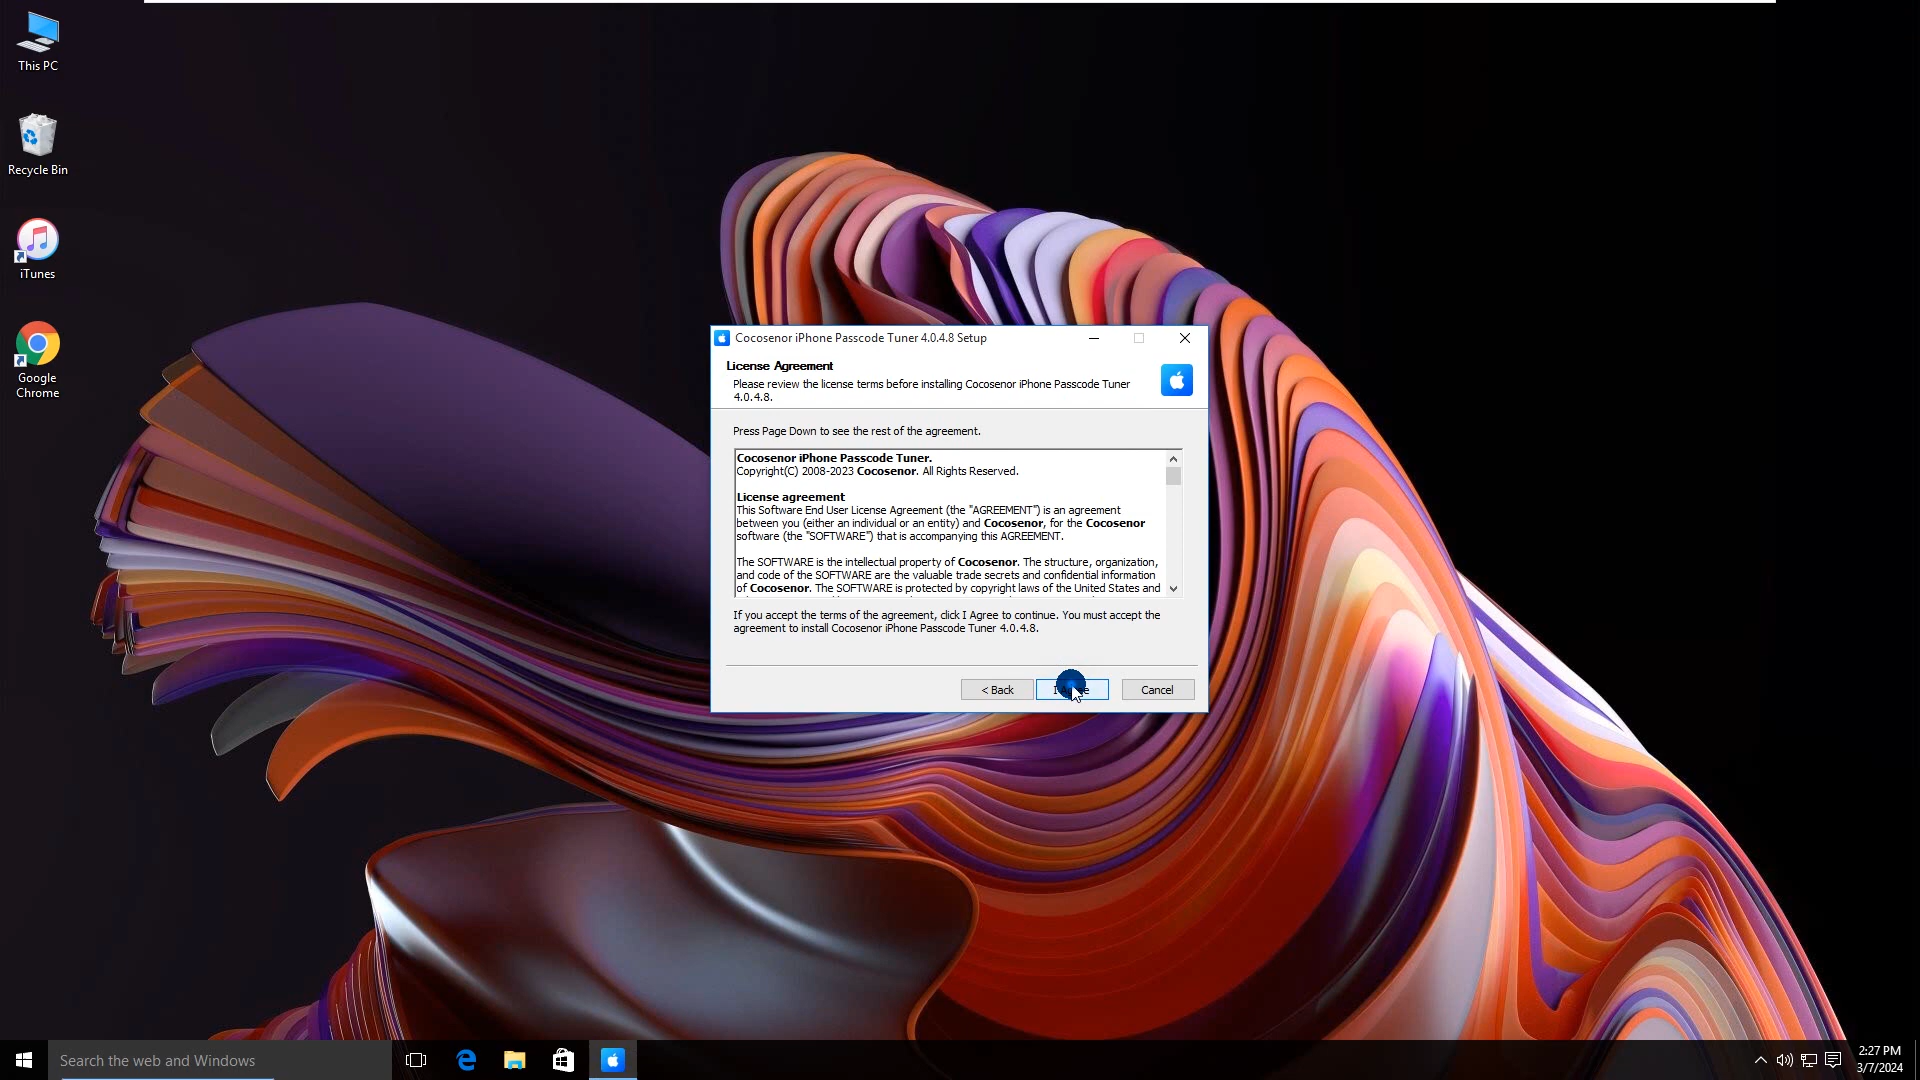 This PC
Recycle Bin
iTunes
Google
Chrome
Cocosenor iPhone Passcode Tuner 4.0.4.8 Setup
License Agreement
Please review the license terms before installing Cocosenor iPhone Passcode Tuner
4.0.4.8.
Press Page Down to see the rest of the agreement.
Cocosenor iPhone Passcode Tuner.
Copyright(C) 2008-2023 Cocosenor. All Rights Reserved.
License agreement
This Software End User License Agreement (the "AGREEMENT") is an agreement
between you (either an individual or an entity) and Cocosenor, for the Cocosenor
software (the "SOFTWARE") that is accompanying this AGREEMENT.
The SOFTWARE is the intellectual property of Cocosenor. The structure, organization,
and code of the SOFTWARE are the valuable trade secrets and confidential information
of Cocosenor. The SOFTWARE is protected by copyright laws of the United States and
If you accept the terms of the agreement, click I Agree to continue. You must accept the
agreement to install Cocosenor iPhone Passcode Tuner 4.0.4.8.
< Back
Cancel
Search the web and Windows
2:27 PM
3/7/2024